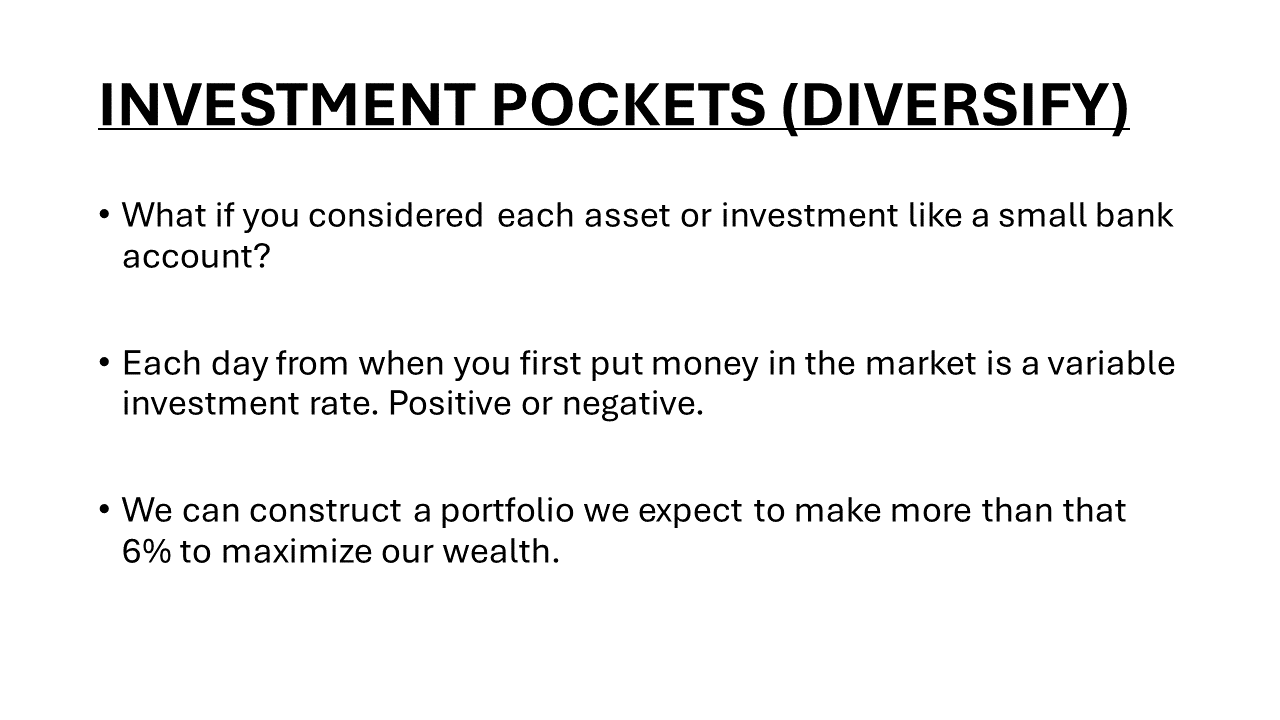 INVESTMENT POCKETS (DIVERSIFY)
• What if you considered each asset or investment like a small bank
account?
• Each day from when you first put money in the market is a variable
investment rate. Positive or negative.
• We can construct a portfolio we expect to make more than that
6% to maximize our wealth.